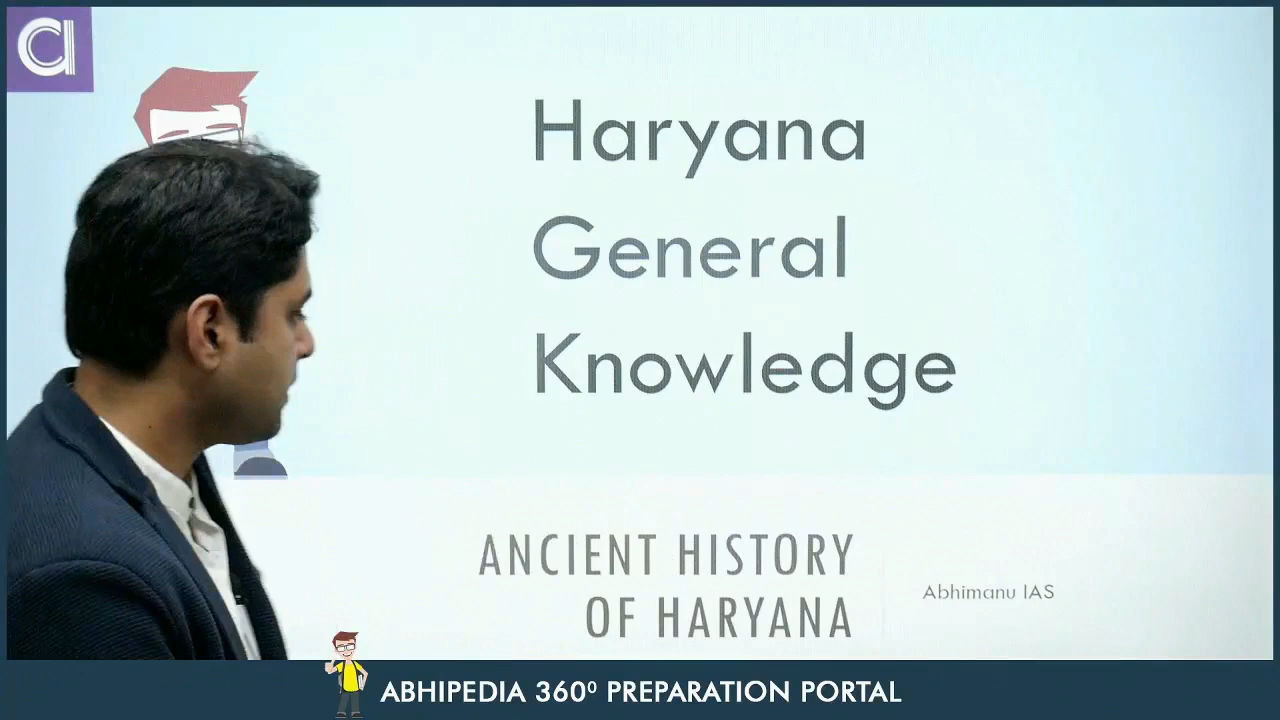 Haryana
General
Knowledge
ANCIENT HISTORY
OF HARYANA
Abhimanu IAS
ABHIPEDIA 360⁰ PREPARATION PORTAL